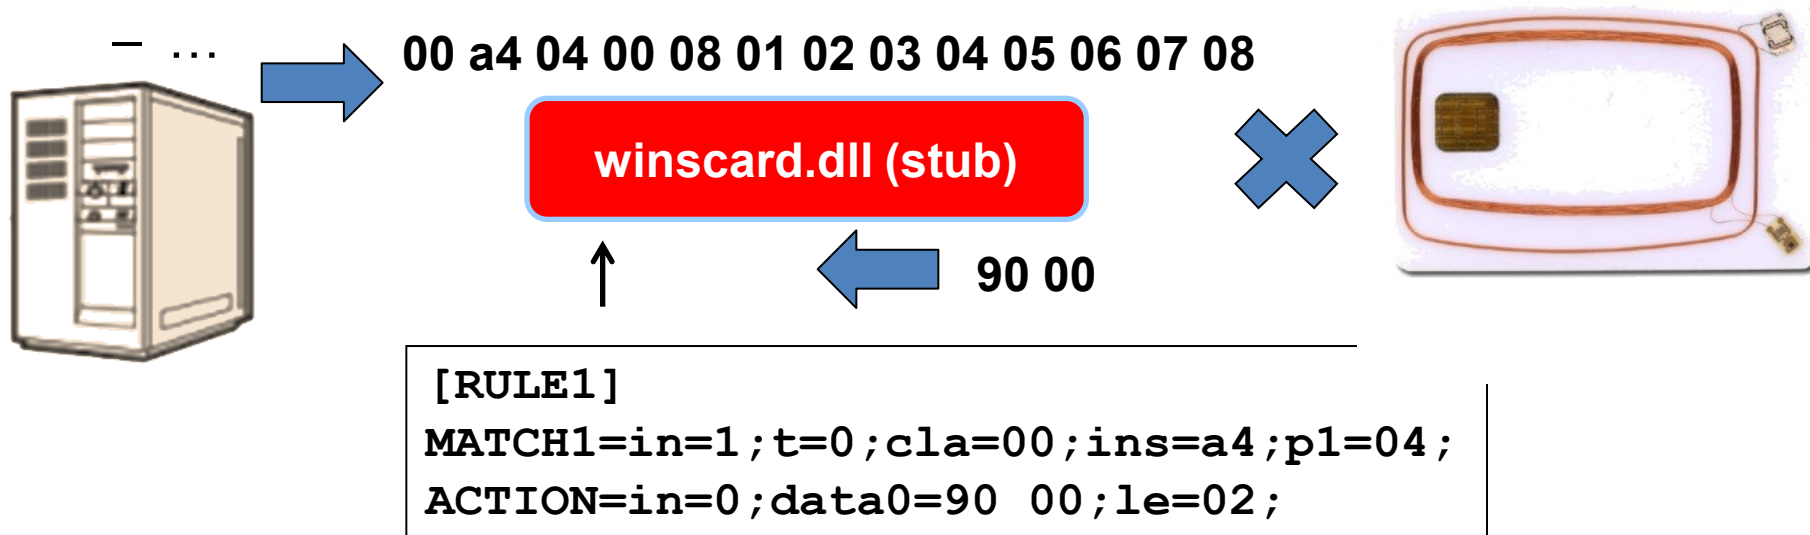 – ...
00 a4 04 00 08 01 02 03 04 05 06 07 08
winscard.dll (stub)
90 00
[RULE1]
MATCH1=in=1;t=0;cla=00;ins=a4;p1=04;
ACTION=in=0;data0=90 00;le=02;